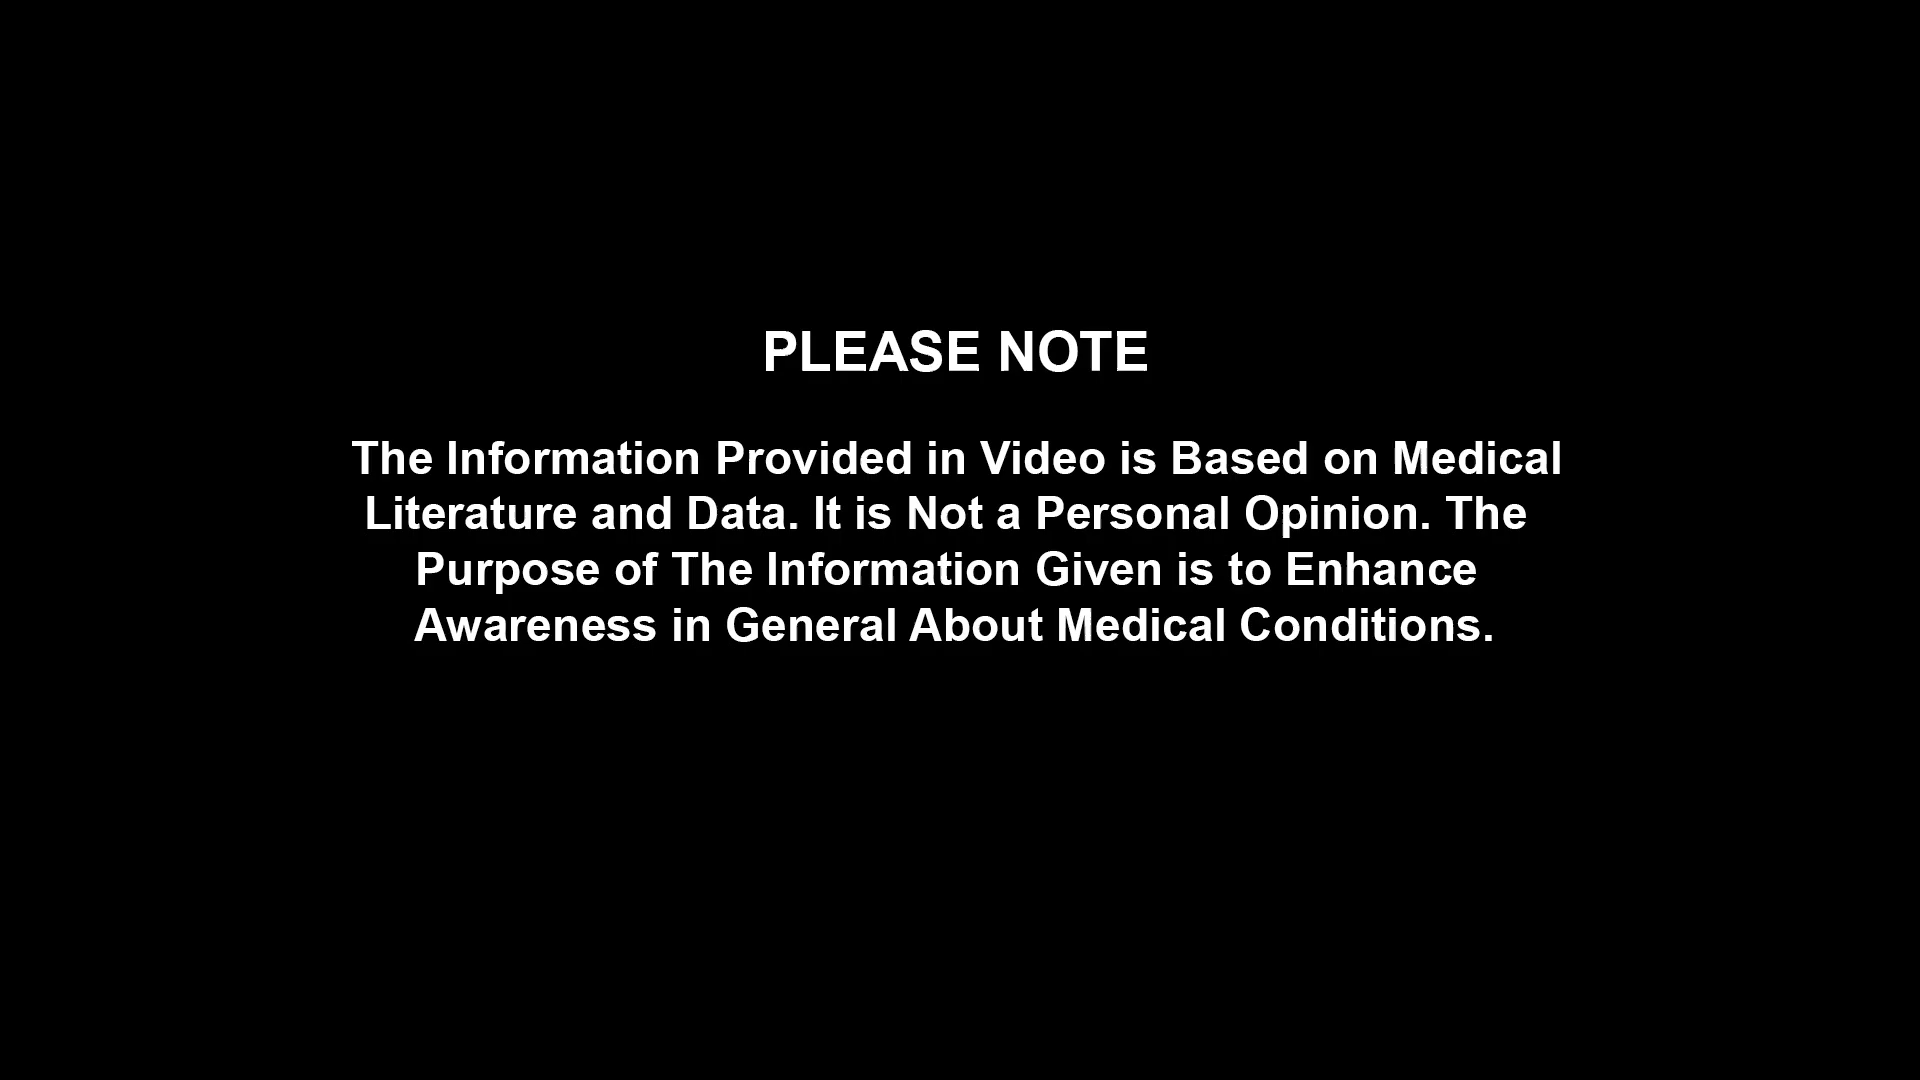 PLEASE NOTE
The Information Provided in Video is Based on Medical
Literature and Data. It is Not a Personal Opinion. The
Purpose of The Information Given is to Enhance
Awareness in General About Medical Conditions.